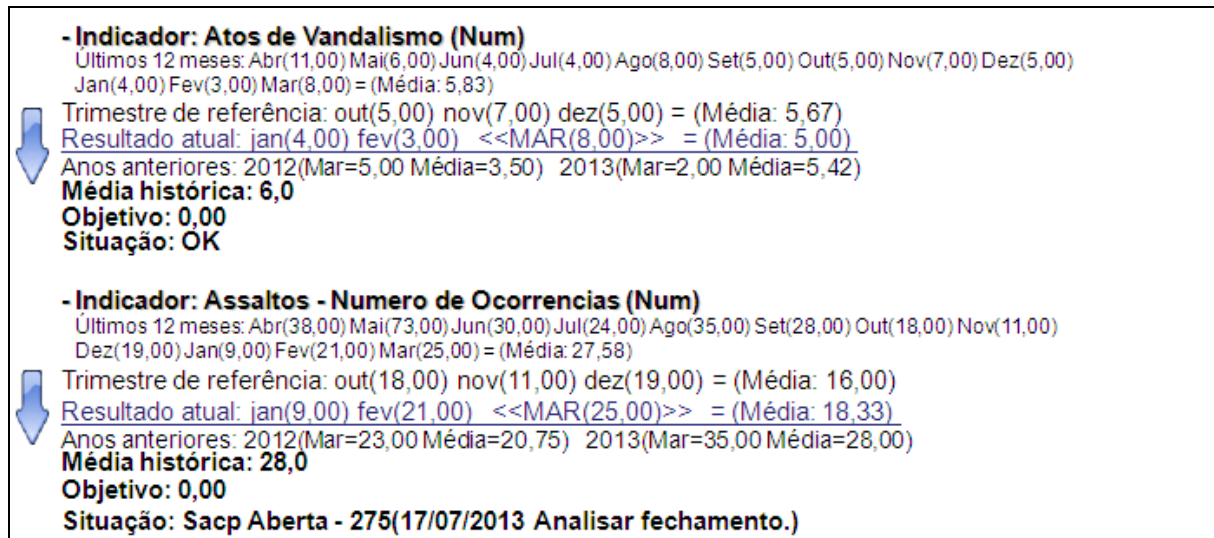 - Indicador: Atos de Vandalismo (Num)
Últimos 12 meses: Abr(11,00) Mai(6,00) Jun(4,00) Jul(4,00) Ago(8,00) Set(5,00) Out(5,00) Nov(7,00) Dez(5,00)
Jan(4,00) Fev(3,00) Mar(8,00) = (Média: 5,83)
Trimestre de referência: out(5,00) nov(7,00) dez(5,00) = (Média: 5,67)
Resultado atual: jan(4,00) fev(3,00) <<MAR(8,00)>> = (Média: 5,00)
Anos anteriores: 2012(Mar=5,00 Média=3,50) 2013(Mar=2,00 Média=5,42)
Média histórica: 6,0
Objetivo: 0,00
Situação: OK
- Indicador: Assaltos - Numero de Ocorrencias (Num)
Últimos 12 meses: Abr(38,00) Mai(73,00) Jun(30,00) Jul(24,00) Ago(35,00) Set(28,00) Out(18,00) Nov(11,00)
Dez(19,00) Jan(9,00) Fev(21,00) Mar(25,00) = (Média: 27,58)
Trimestre de referência: out(18,00) nov(11,00) dez(19,00) = (Média: 16,00)
Resultado atual: jan(9,00) fev(21,00) <<MAR(25,00)>> = (Média: 18,33)
Anos anteriores: 2012(Mar=23,00 Média=20,75) 2013(Mar=35,00 Média=28,00)
Média histórica: 28,0
Objetivo: 0,00
Situação: Sacp Aberta - 275(17/07/2013 Analisar fechamento.)